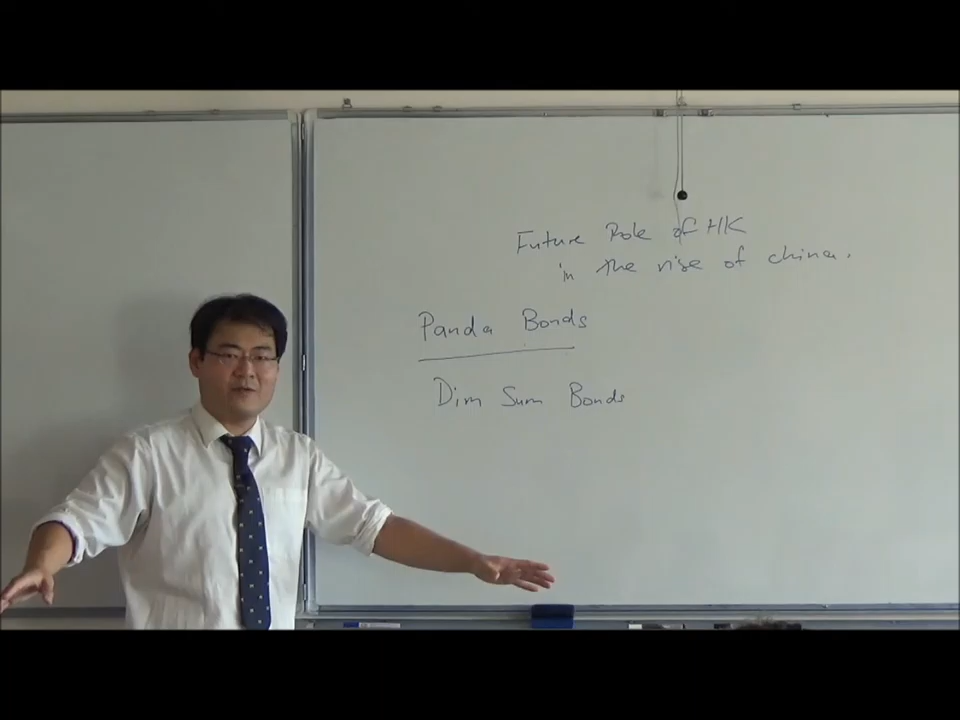 Future Role of HK
in the rise of china.
Panda Bonds
Dim Sum Bonds